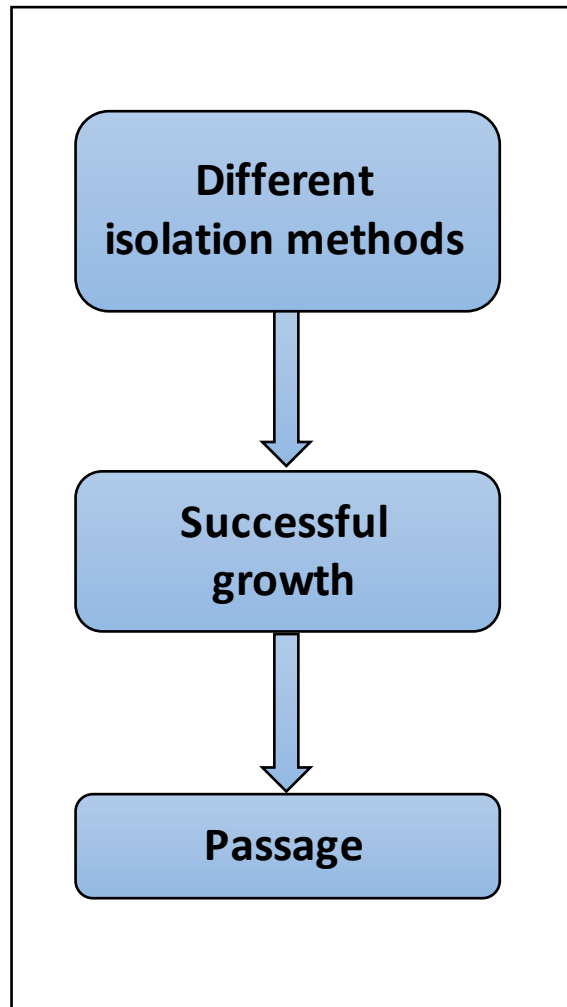 Different
isolation methods
Successful
growth
Passage